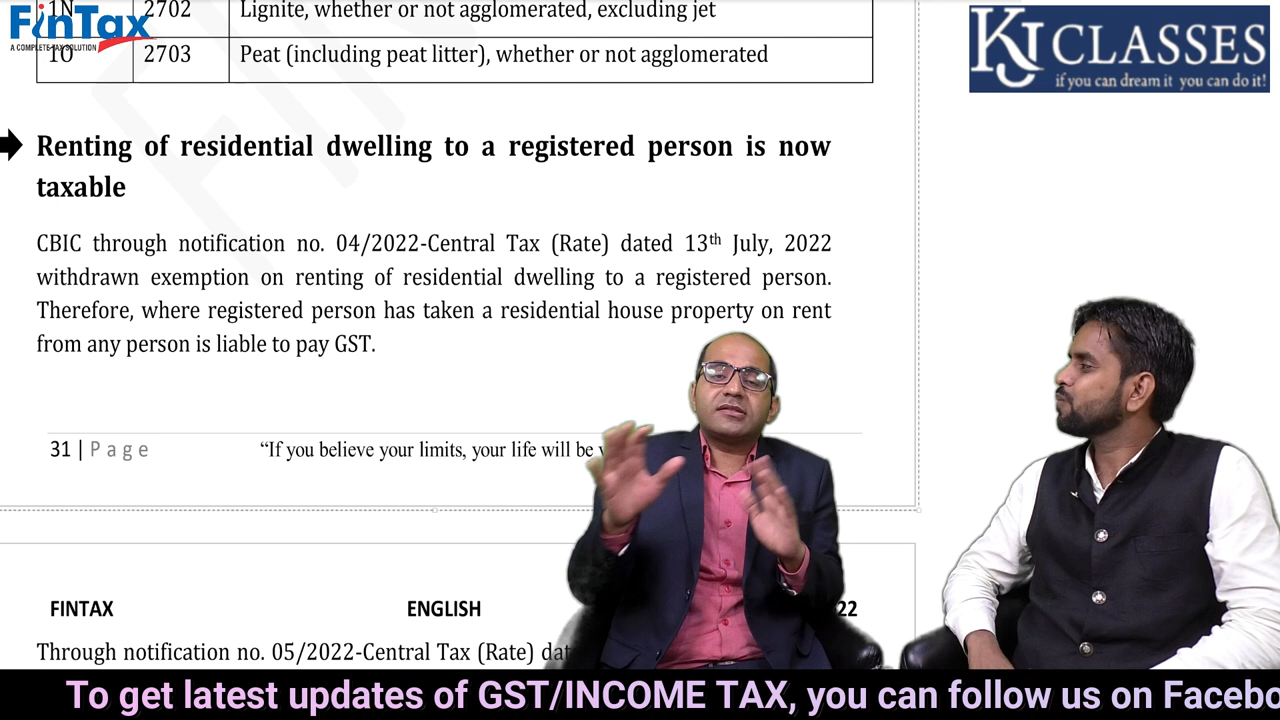 FinTax
A COMPLETE TAX SOLUTION
1N 2702 Lignite, whether or not agglomerated, excluding jet
1O 2703 Peat (including peat litter), whether or not agglomerated
KJ CLASSES
if you can dream it you can do it!
Renting of residential dwelling to a registered person is now
taxable
CBIC through notification no. 04/2022-Central Tax (Rate) dated 13th July, 2022
withdrawn exemption on renting of residential dwelling to a registered person.
Therefore, where registered person has taken a residential house property on rent
from any person is liable to pay GST.
31 | Page “If you believe your limits, your life will be
FINTAX ENGLISH 22
Through notification no. 05/2022-Central Tax (Rate) dat
To get latest updates of GST/INCOME TAX, you can follow us on Facebo